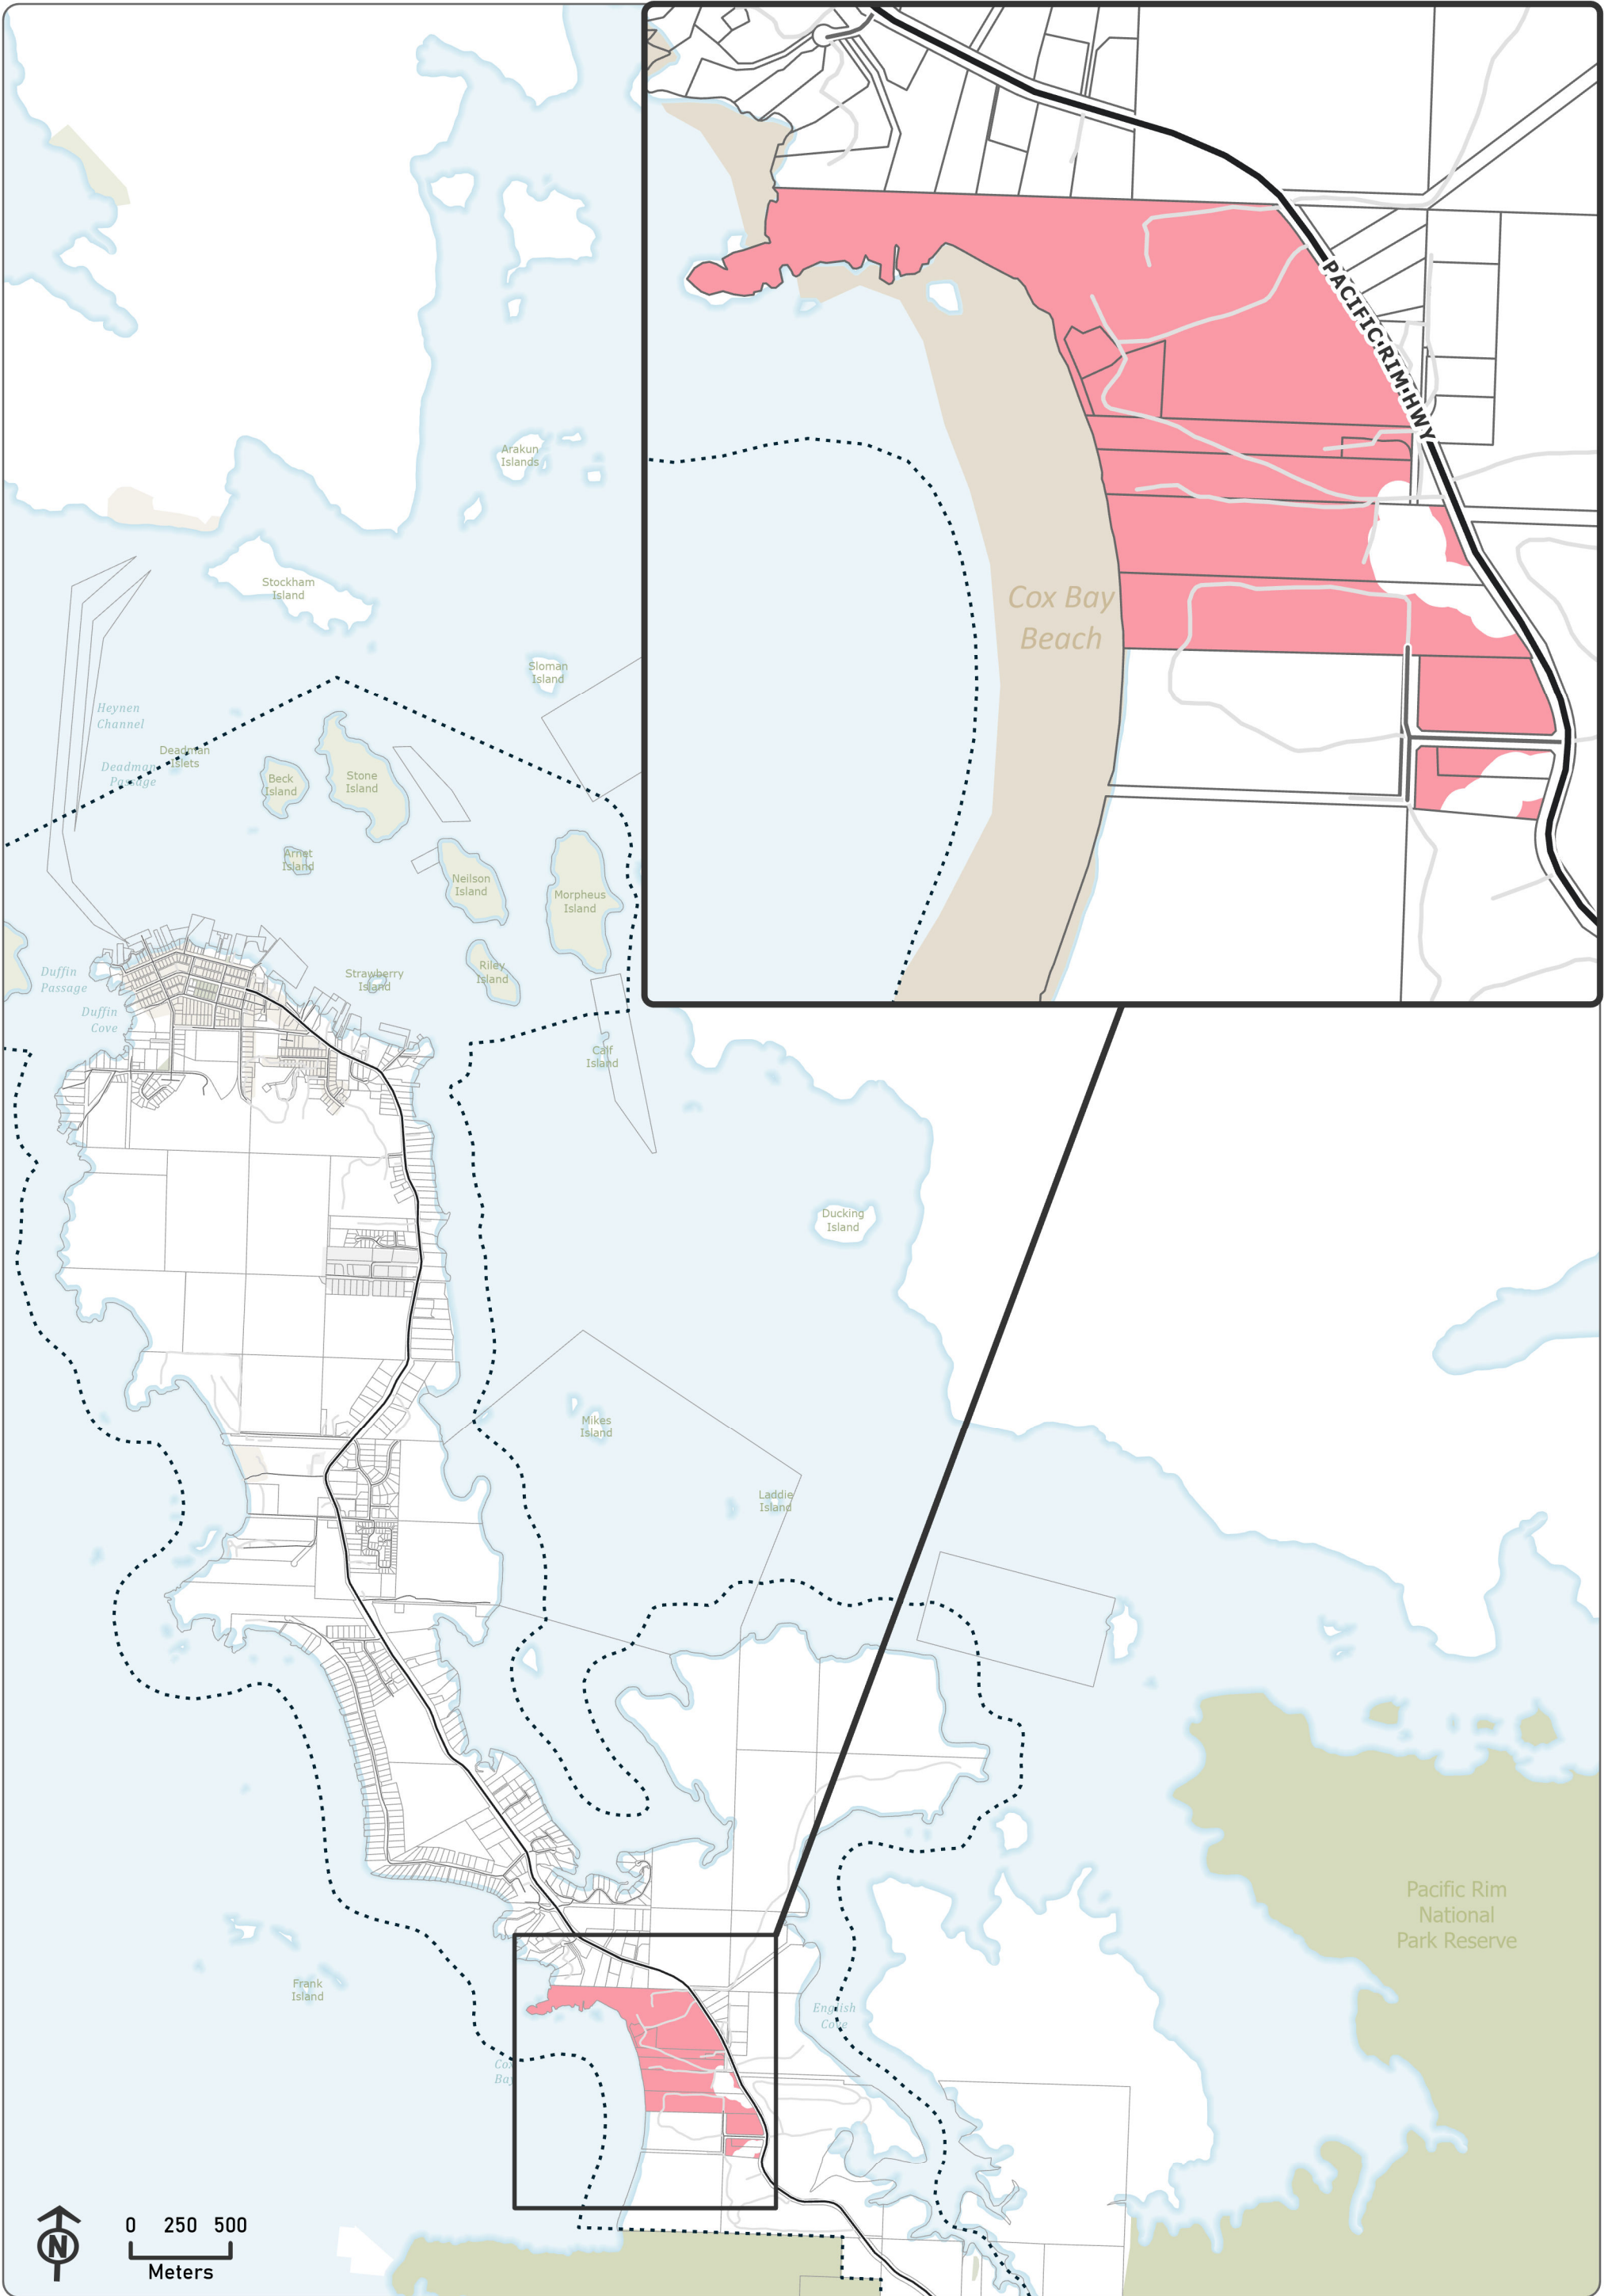 PACIFIC RIM HWY
Cox Bay
Beach
Arakun
Islands
Stockham
Island
Sloman
Island
Heynen
Channel
Deadman
Islets
Deadman
Passage
Beck
Island
Stone
Island
Arnet
Island
Neilson
Island
Morpheus
Island
Duffin
Passage
Strawberry
Island
Riley
Island
Duffin
Cove
Calf
Island
Ducking
Island
Mikes
Island
Laddie
Island
Pacific Rim
National
Park Reserve
Frank
Island
English
Cove
Cox
Bay
N
0 250 500
Meters